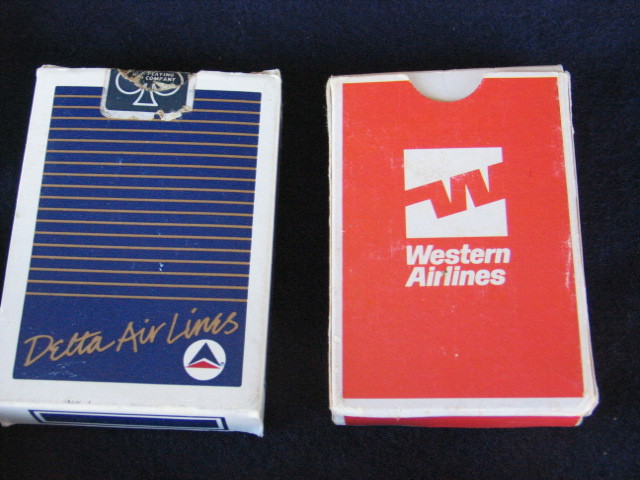 PLAYING
COMPANY
Delta Air Lines
Western
Airlines